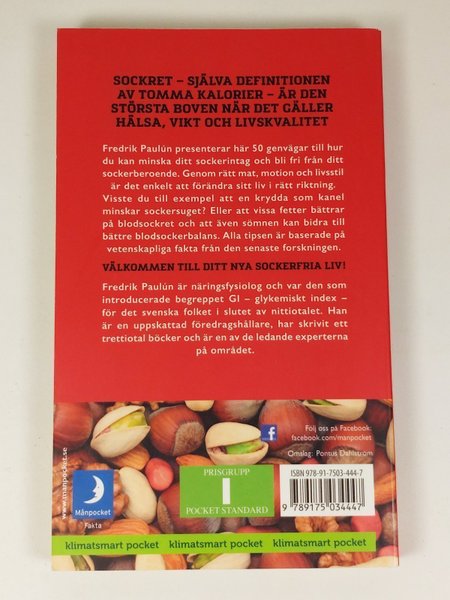 SOCKRET – SJÄLVA DEFINITIONEN
AV TOMMA KALORIER – ÄR DEN
STÖRSTA BOVEN NÄR DET GÄLLER
HÄLSA, VIKT OCH LIVSKVALITET
Fredrik Paulún presenterar här 50 genvägar till hur
du kan minska ditt sockerintag och bli fri från ditt
sockerberoende. Genom rätt mat, motion och livsstil
är det enkelt att förändra sitt liv i rätt riktning.
Visste du till exempel att en krydda som kanel
minskar sockersuget? Eller att vissa fetter bättrar
på blodsockret och att även sömnen kan bidra till
bättre blodsockerbalans. Alla tipsen är baserade på
vetenskapliga fakta från den senaste forskningen.
VÄLKOMMEN TILL DITT NYA SOCKERFRIA LIV!
Fredrik Paulún är näringsfysiolog och var den som
introducerade begreppet GI – glykemiskt index –
för det svenska folket i slutet av nittiotalet. Han
är en uppskattad föredragshållare, har skrivit ett
trettiotal böcker och är en av de ledande experterna
på området.
www.manpocket.se
Månpocket
Fakta
PRISGRUPP
I
POCKET STANDARD
f
Följ oss på Facebook:
facebook.com/manpocket
Omslag: Pontus Dahlström
ISBN 978-91-7503-444-7
9 789175 034447
klimatsmart pocket klimatsmart pocket klimatsmart pocket